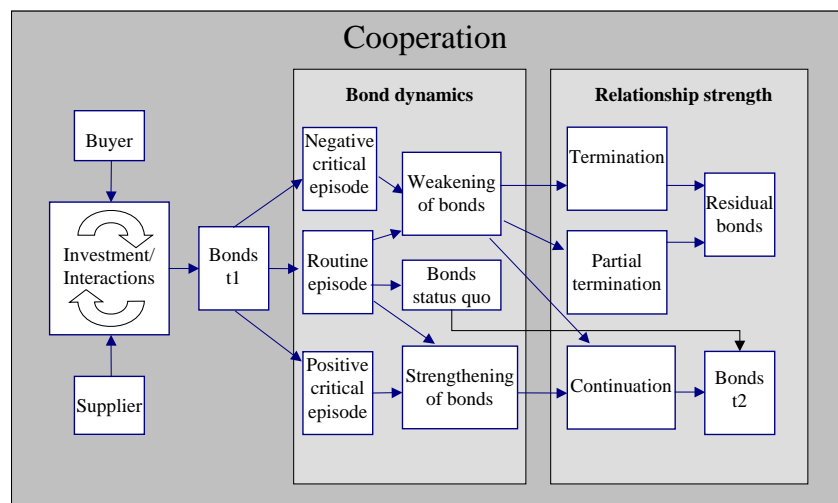 Cooperation
Bond dynamics
Relationship strength
Buyer
Investment/
Interactions
Supplier
Bonds
t1
Negative
critical
episode
Routine
episode
Positive
critical
episode
Weakening
of bonds
Bonds
status quo
Strengthening
of bonds
Termination
Partial
termination
Continuation
Residual
bonds
Bonds
t2